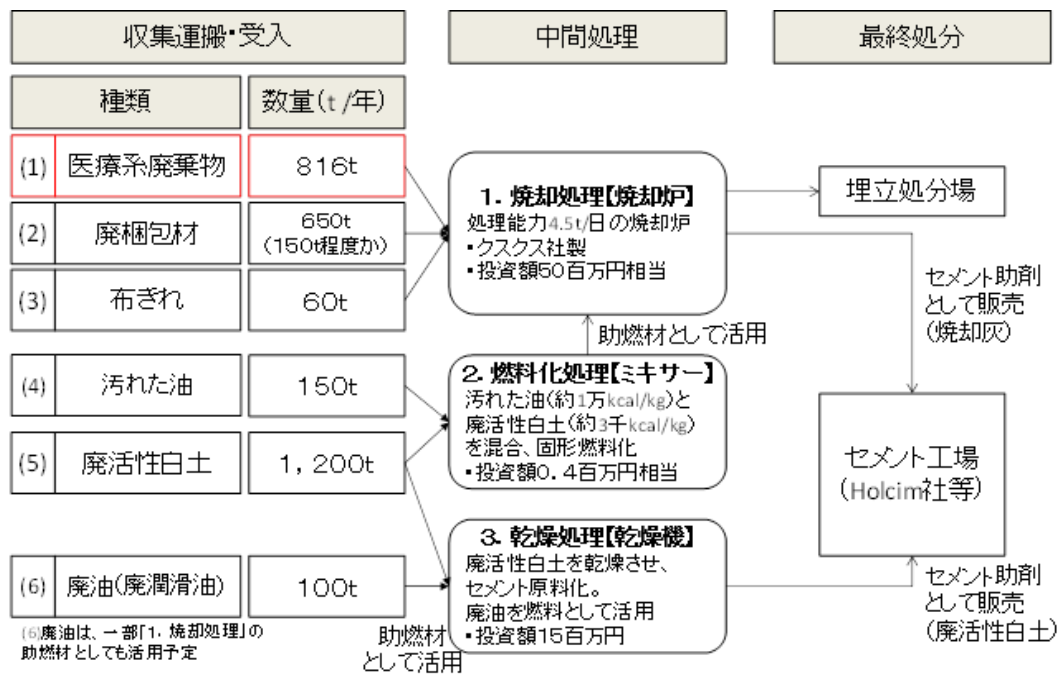 収集運搬・受入
中間処理
最終処分
種類
数量(t/年)
(1)
医療系廃棄物
816t
(2)
廃梱包材
650t
(150t程度か)
(3)
布ぎれ
60t
(4)
汚れた油
150t
(5)
廃活性白土
1,200t
(6)
廃油(廃潤滑油)
100t
(6)廃油は、一部「1. 焼却処理」の
助燃材としても活用予定
1. 焼却処理【焼却炉】
処理能力4.5t/日の焼却炉
・クスクス社製
・投資額50百万円相当
助燃材として活用
2. 燃料化処理【ミキサー】
汚れた油(約1万kcal/kg)と
廃活性白土(約3千kcal/kg)
を混合、固形燃料化
・投資額0.4百万円相当
3. 乾燥処理【乾燥機】
廃活性白土を乾燥させ、
セメント原料化。
廃油を燃料として活用
・投資額15百万円
助燃材
として活用
埋立処分場
セメント助剤
として販売
(焼却灰)
セメント工場
(Holcim社等)
セメント助剤
として販売
(廃活性白土)